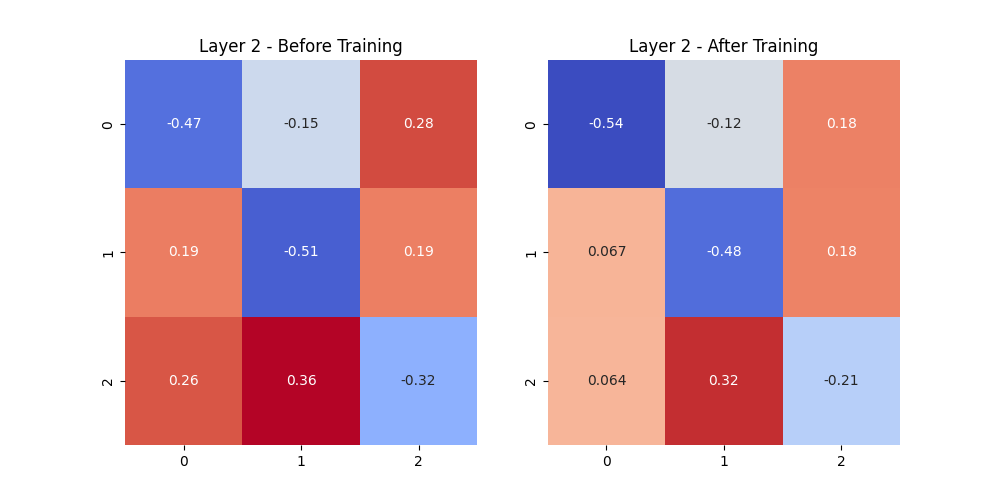 Layer 2 - Before Training
Layer 2 - After Training
0 -0.47 -0.15 0.28
1 0.19 -0.51 0.19
2 0.26 0.36 -0.32
0 1 2
0 -0.54 -0.12 0.18
1 0.067 -0.48 0.18
2 0.064 0.32 -0.21
0 1 2